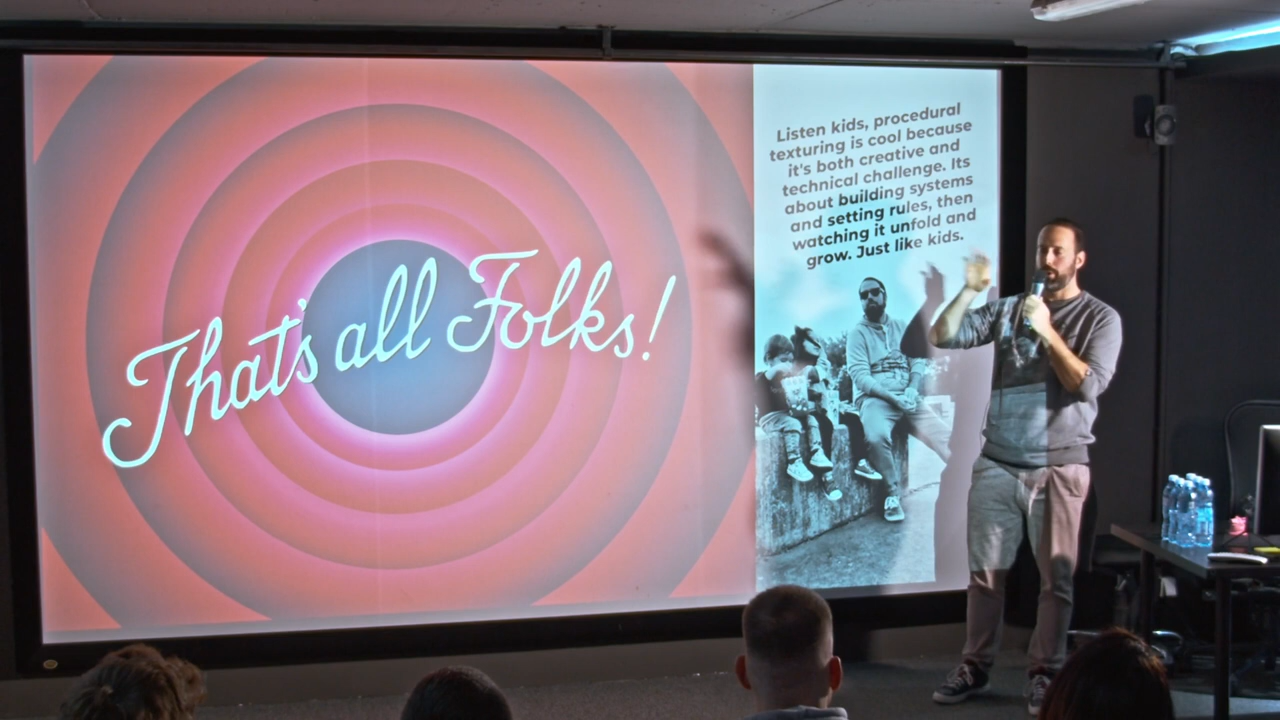 That's all Folks!
Listen kids, procedural
texturing is cool because
it's both creative and
technical challenge. Its
about building systems
and setting rules, then
watching it unfold and
grow. Just like kids.